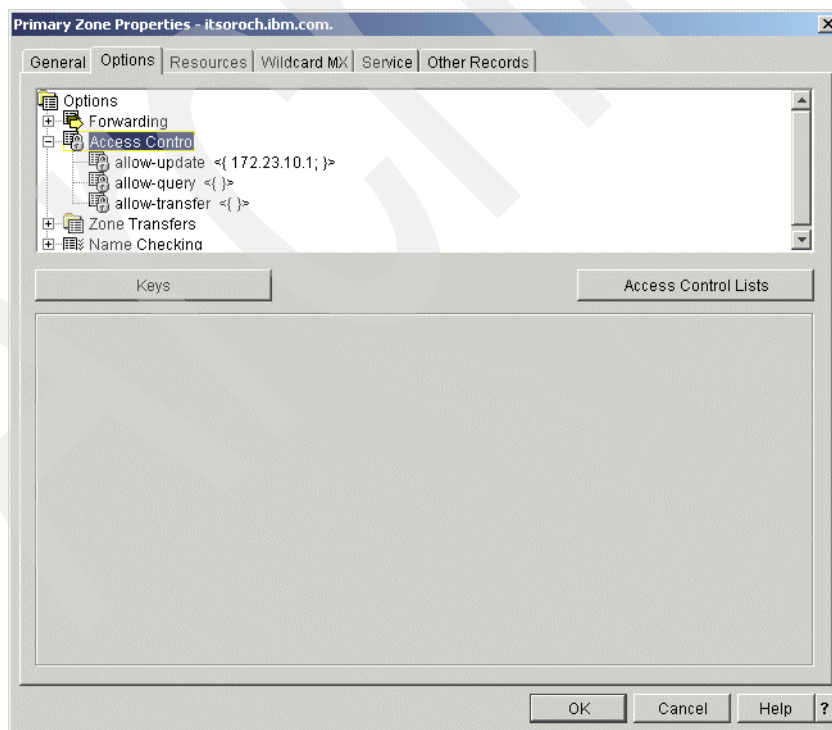 Primary Zone Properties - itsoroch.ibm.com.
General Options Resources Wildcard MX Service Other Records
Options
Forwarding
Access Contro
allow-update <{ 172.23.10.1; }>
allow-query <{ }>
allow-transfer <{ }>
Zone Transfers
Name Checking
Keys Access Control Lists
OK Cancel Help ?